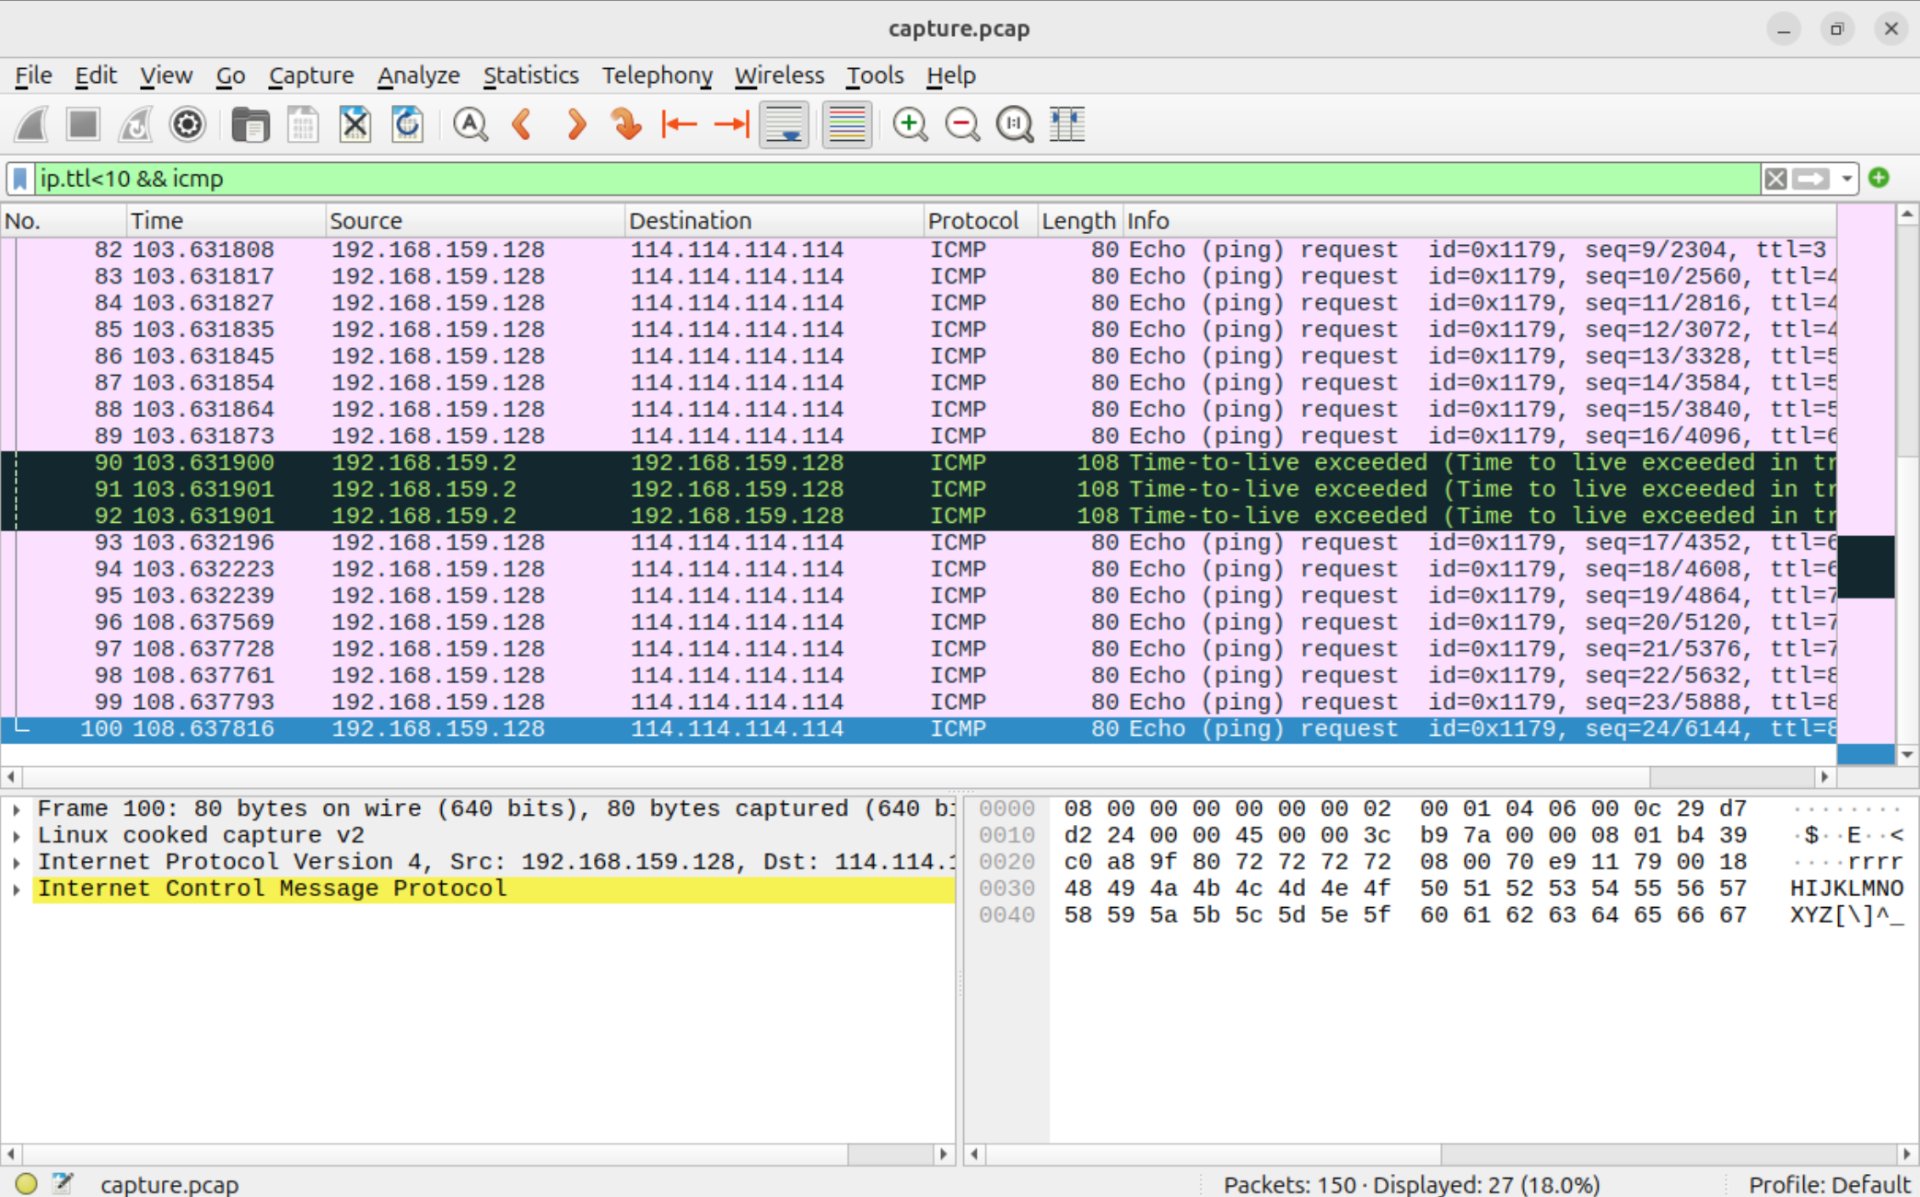 capture.pcap
File Edit View Go Capture Analyze Statistics Telephony Wireless Tools Help
ip.ttl<10 && icmp
No. Time Source Destination Protocol Length Info
82 103.631808 192.168.159.128 114.114.114.114 ICMP 80 Echo (ping) request id=0x1179, seq=9/2304, ttl=3
83 103.631817 192.168.159.128 114.114.114.114 ICMP 80 Echo (ping) request id=0x1179, seq=10/2560, ttl=4
84 103.631827 192.168.159.128 114.114.114.114 ICMP 80 Echo (ping) request id=0x1179, seq=11/2816, ttl=4
85 103.631835 192.168.159.128 114.114.114.114 ICMP 80 Echo (ping) request id=0x1179, seq=12/3072, ttl=4
86 103.631845 192.168.159.128 114.114.114.114 ICMP 80 Echo (ping) request id=0x1179, seq=13/3328, ttl=5
87 103.631854 192.168.159.128 114.114.114.114 ICMP 80 Echo (ping) request id=0x1179, seq=14/3584, ttl=5
88 103.631864 192.168.159.128 114.114.114.114 ICMP 80 Echo (ping) request id=0x1179, seq=15/3840, ttl=5
89 103.631873 192.168.159.128 114.114.114.114 ICMP 80 Echo (ping) request id=0x1179, seq=16/4096, ttl=6
90 103.631900 192.168.159.2 192.168.159.128 ICMP 108 Time-to-live exceeded (Time to live exceeded in tr
91 103.631901 192.168.159.2 192.168.159.128 ICMP 108 Time-to-live exceeded (Time to live exceeded in tr
92 103.631901 192.168.159.2 192.168.159.128 ICMP 108 Time-to-live exceeded (Time to live exceeded in tr
93 103.632196 192.168.159.128 114.114.114.114 ICMP 80 Echo (ping) request id=0x1179, seq=17/4352, ttl=6
94 103.632223 192.168.159.128 114.114.114.114 ICMP 80 Echo (ping) request id=0x1179, seq=18/4608, ttl=6
95 103.632239 192.168.159.128 114.114.114.114 ICMP 80 Echo (ping) request id=0x1179, seq=19/4864, ttl=7
96 108.637569 192.168.159.128 114.114.114.114 ICMP 80 Echo (ping) request id=0x1179, seq=20/5120, ttl=7
97 108.637728 192.168.159.128 114.114.114.114 ICMP 80 Echo (ping) request id=0x1179, seq=21/5376, ttl=7
98 108.637761 192.168.159.128 114.114.114.114 ICMP 80 Echo (ping) request id=0x1179, seq=22/5632, ttl=8
99 108.637793 192.168.159.128 114.114.114.114 ICMP 80 Echo (ping) request id=0x1179, seq=23/5888, ttl=8
100 108.637816 192.168.159.128 114.114.114.114 ICMP 80 Echo (ping) request id=0x1179, seq=24/6144, ttl=8
Frame 100: 80 bytes on wire (640 bits), 80 bytes captured (640 bi
Linux cooked capture v2
Internet Protocol Version 4, Src: 192.168.159.128, Dst: 114.114.1
Internet Control Message Protocol
0000 08 00 00 00 00 00 00 02 00 01 04 06 00 0c 29 d7 ········
0010 d2 24 00 00 45 00 00 3c b9 7a 00 00 08 01 b4 39 ·$··E··<
0020 c0 a8 9f 80 72 72 72 72 08 00 70 e9 11 79 00 18 ····rrrr
0030 48 49 4a 4b 4c 4d 4e 4f 50 51 52 53 54 55 56 57 HIJKLMNO
0040 58 59 5a 5b 5c 5d 5e 5f 60 61 62 63 64 65 66 67 XYZ[\]^_
capture.pcap Packets: 150 · Displayed: 27 (18.0%) Profile: Default